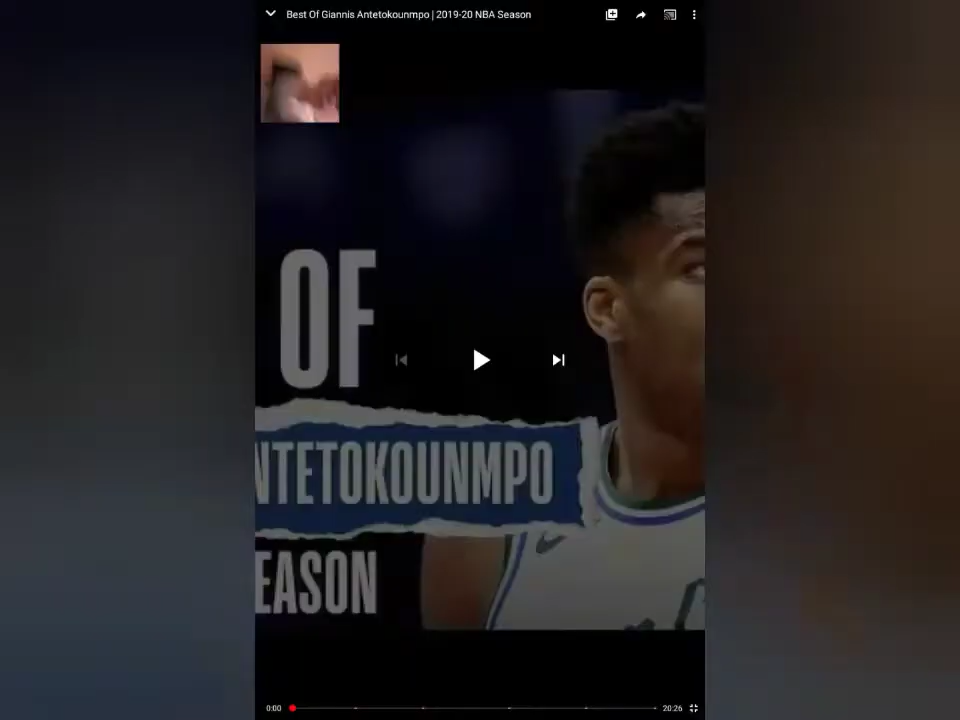 Best Of Giannis Antetokounmpo | 2019-20 NBA Season
OF
NTETOKOUNMPO
EASON
0:00
20:26